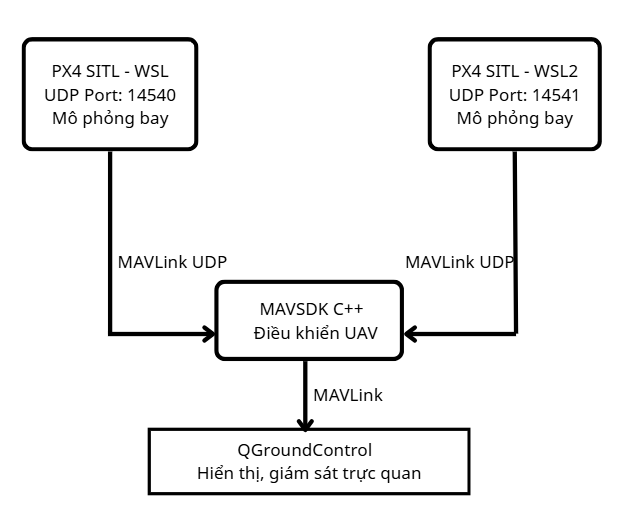 PX4 SITL - WSL
UDP Port: 14540
Mô phỏng bay
PX4 SITL - WSL2
UDP Port: 14541
Mô phỏng bay
MAVLink UDP
MAVLink UDP
MAVSDK C++
Điều khiển UAV
MAVLink
QGroundControl
Hiển thị, giám sát trực quan